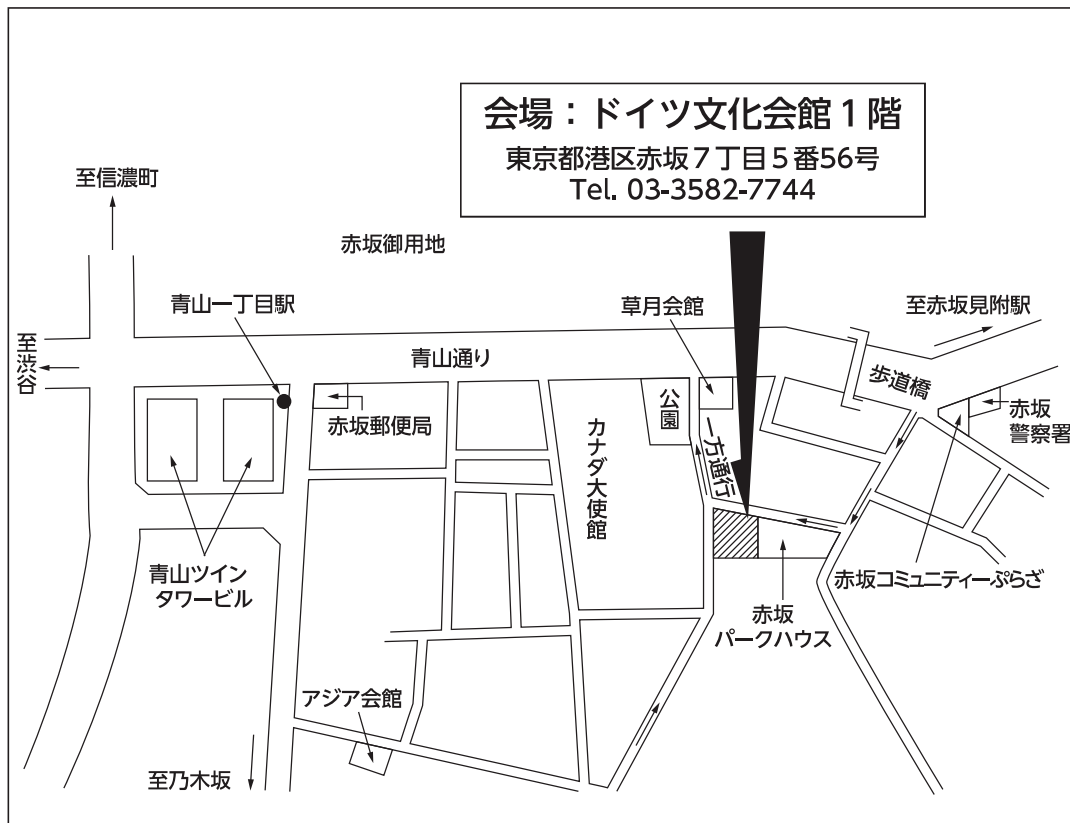 会場：ドイツ文化会館1階
東京都港区赤坂7丁目5番56号
Tel. 03-3582-7744
至信濃町
赤坂御用地
青山一丁目駅
草月会館
至赤坂見附駅
至渋谷
青山通り
歩道橋
赤坂郵便局
公園
赤坂
警察署
カナダ大使館
一方通行
青山ツイン
タワービル
赤坂コミュニティーぷらざ
赤坂
パークハウス
アジア会館
至乃木坂